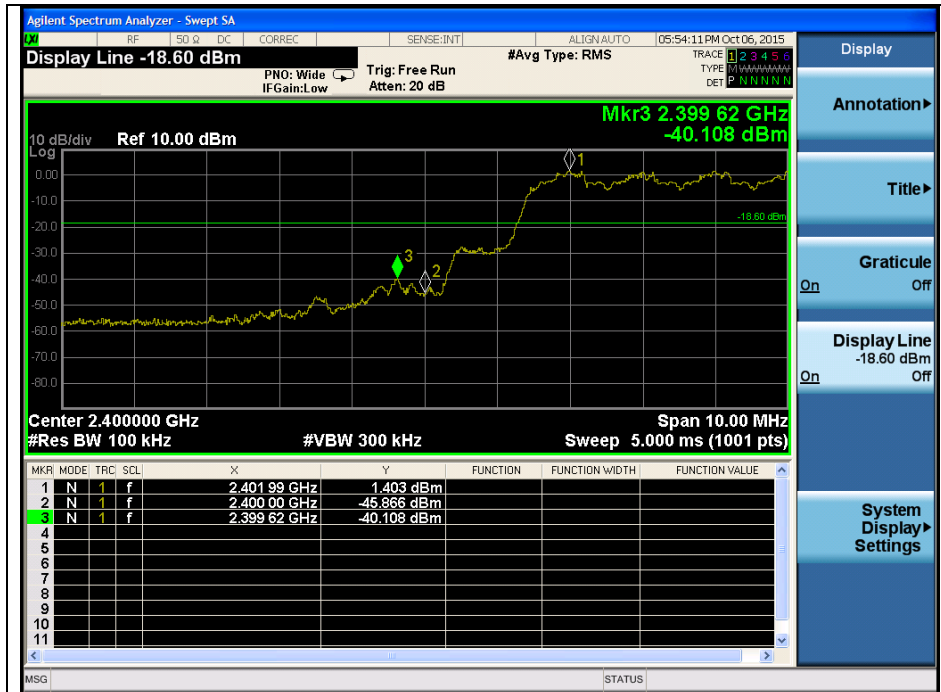 Agilent Spectrum Analyzer - Swept SA
LXI RF 50 Ω DC CORREC SENSE:INT ALIGN AUTO 05:54:11 PM Oct 06, 2015
Display Line -18.60 dBm
PNO: Wide
IFGain:Low
Trig: Free Run
Atten: 20 dB
#Avg Type: RMS
TRACE 1 2 3 4 5 6
TYPE M WWWWW
DET P N N N N N
Mkr3 2.399 62 GHz
-40.108 dBm
10 dB/div Ref 10.00 dBm
Log
0.00
-10.0
-20.0
-30.0
-40.0
-50.0
-60.0
-70.0
-80.0
1
-18.60 dBm
3
2
Center 2.400000 GHz Span 10.00 MHz
#Res BW 100 kHz #VBW 300 kHz Sweep 5.000 ms (1001 pts)
MKR MODE TRC SCL X Y FUNCTION FUNCTION WIDTH FUNCTION VALUE
1 N 1 f 2.401 99 GHz 1.403 dBm
2 N 1 f 2.400 00 GHz -45.866 dBm
3 N 1 f 2.399 62 GHz -40.108 dBm
4
5
6
7
8
9
10
11
MSG STATUS
Display
Annotation
Title
Graticule
On Off
Display Line
-18.60 dBm
On Off
System
Display
Settings